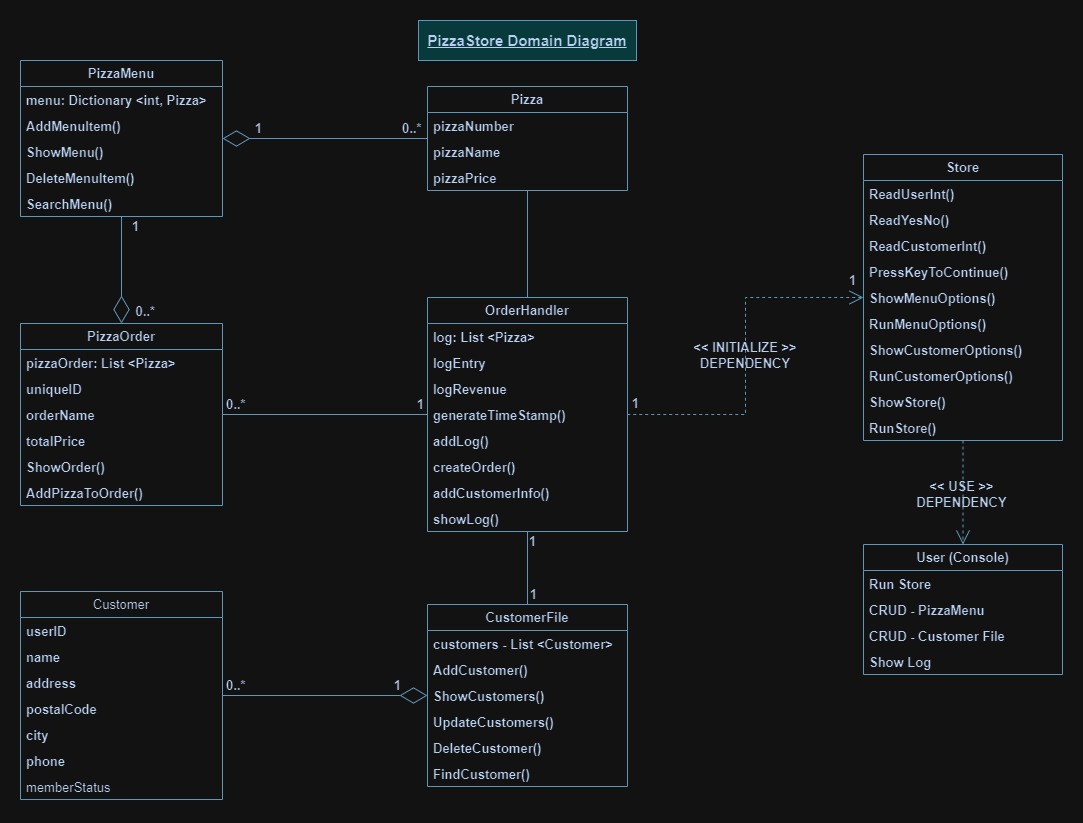 PizzaStore Domain Diagram
PizzaMenu
menu: Dictionary <int, Pizza>
AddMenuItem()
ShowMenu()
DeleteMenuItem()
SearchMenu()
1
0..*
Pizza
pizzaNumber
pizzaName
pizzaPrice
1
0..*
PizzaOrder
pizzaOrder: List <Pizza>
uniqueID
orderName
totalPrice
ShowOrder()
AddPizzaToOrder()
0..*
1
OrderHandler
log: List <Pizza>
logEntry
logRevenue
generateTimeStamp()
addLog()
createOrder()
addCustomerInfo()
showLog()
1
<< INITIALIZE >>
DEPENDENCY
1
Store
ReadUserInt()
ReadYesNo()
ReadCustomerInt()
PressKeyToContinue()
ShowMenuOptions()
RunMenuOptions()
ShowCustomerOptions()
RunCustomerOptions()
ShowStore()
RunStore()
<< USE >>
DEPENDENCY
User (Console)
Run Store
CRUD - PizzaMenu
CRUD - Customer File
Show Log
1
1
Customer
userID
name
address
postalCode
city
phone
memberStatus
0..*
1
CustomerFile
customers - List <Customer>
AddCustomer()
ShowCustomers()
UpdateCustomers()
DeleteCustomer()
FindCustomer()